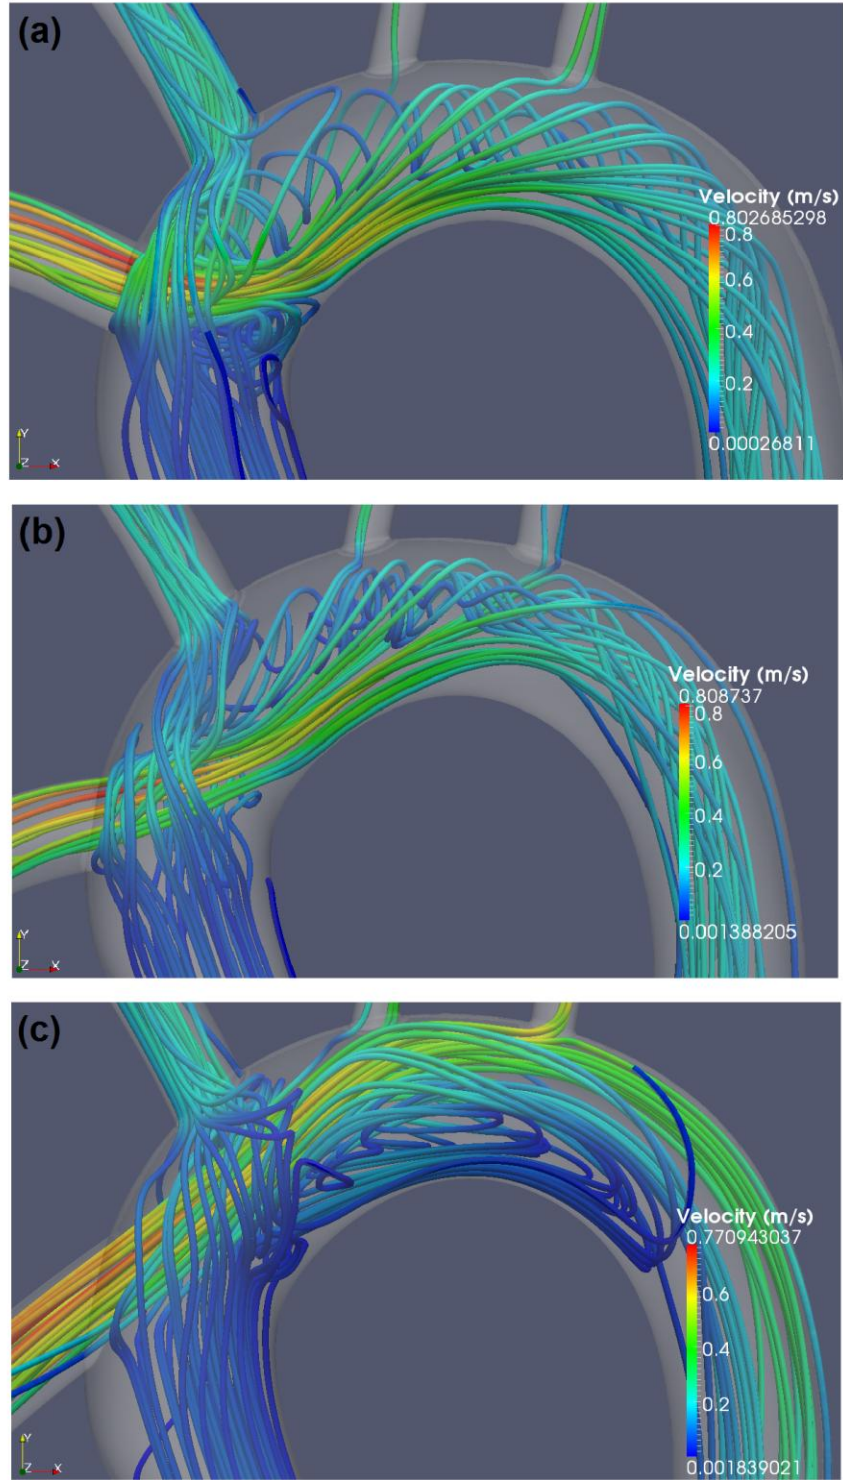 (a)
Velocity (m/s)
0.802685298
0.8
0.6
0.4
0.2
0.00026811
Y
Z X
(b)
Velocity (m/s)
0.808737
0.8
0.6
0.4
0.2
0.001388205
Y
Z X
(c)
Velocity (m/s)
0.770943037
0.6
0.4
0.2
0.001839021
Y
Z X